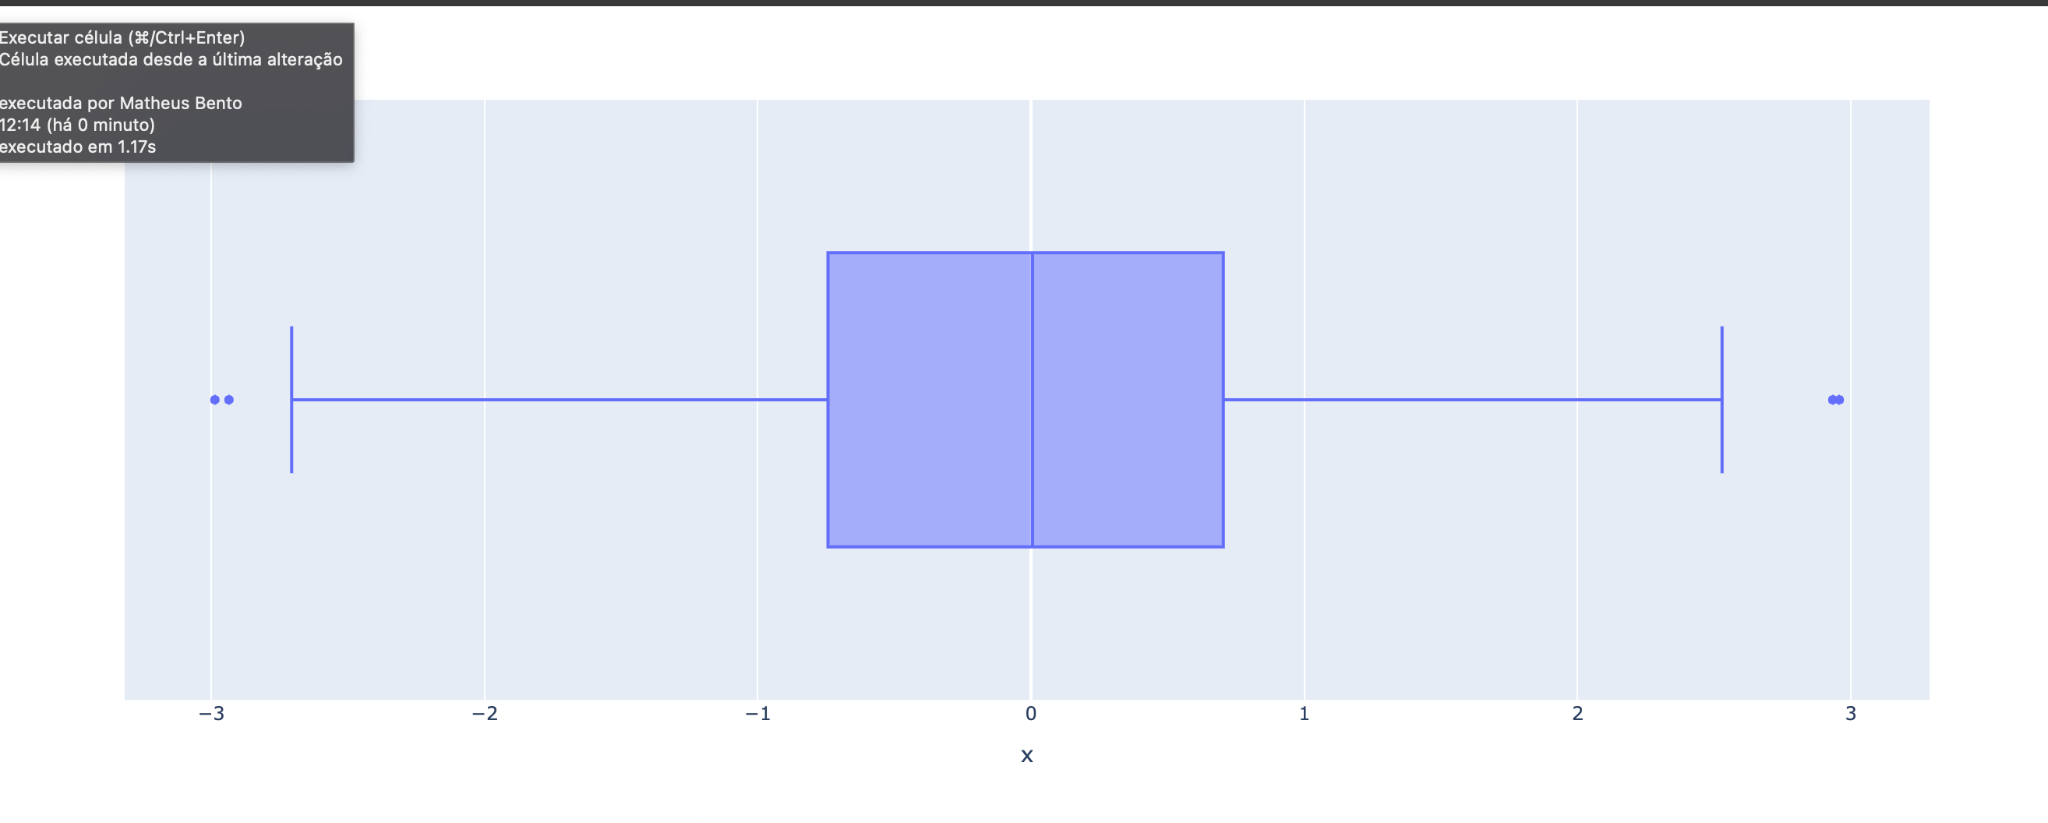 Executar célula (⌘/Ctrl+Enter)
Célula executada desde a última alteração
executada por Matheus Bento
12:14 (há 0 minuto)
executado em 1.17s
−3 −2 −1 0 1 2 3
x